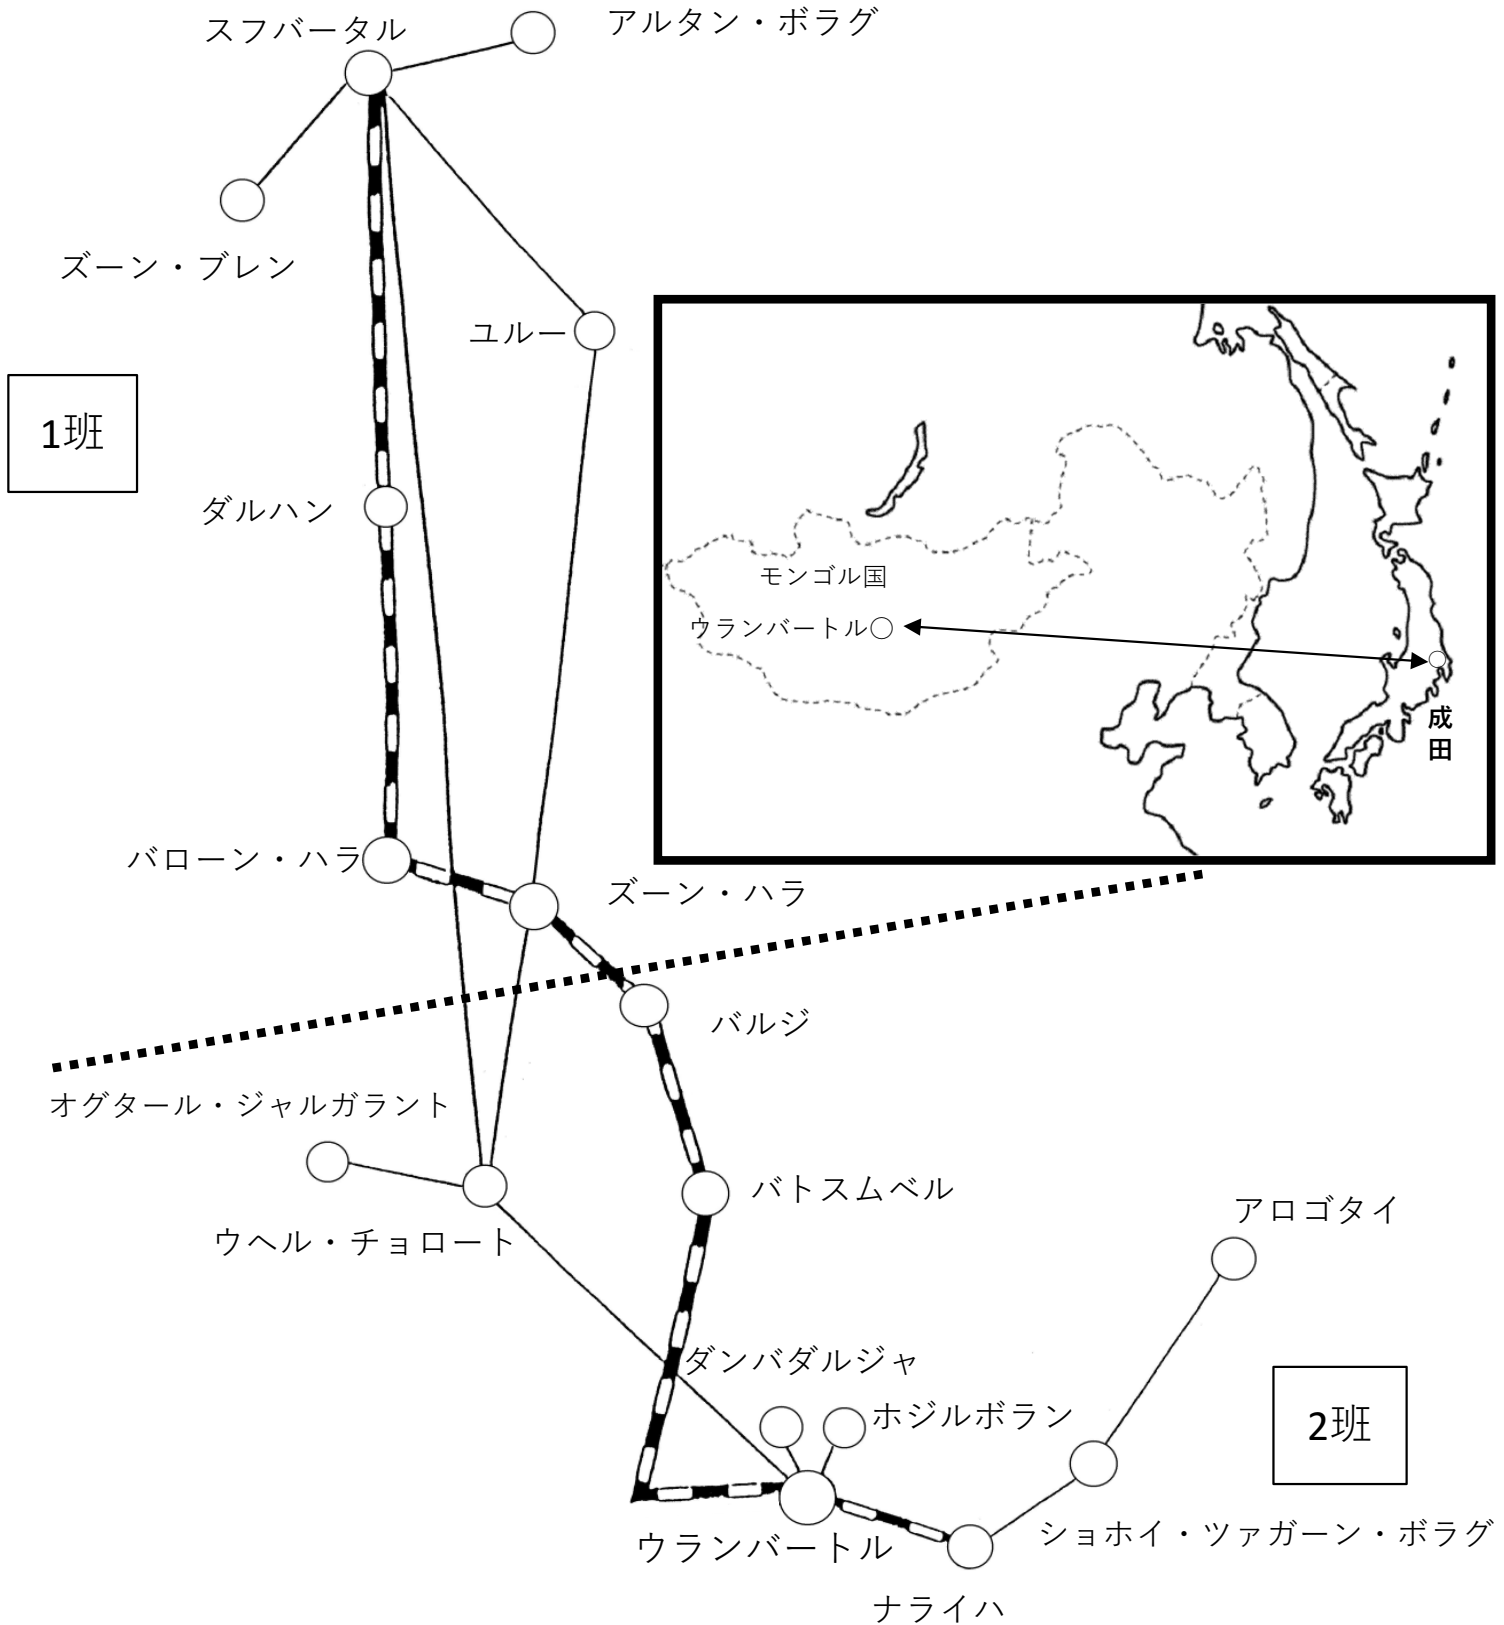 スフバータル
アルタン・ボラグ
ズーン・ブレン
ユルー
1班
ダルハン
モンゴル国
ウランバートル
成田
バローン・ハラ
ズーン・ハラ
バルジ
オグタール・ジャルガラント
バトスムベル
アロゴタイ
ウヘル・チョロート
ダンバダルジャ
ホジルボラン
2班
ショホイ・ツァガーン・ボラグ
ウランバートル
ナライハ